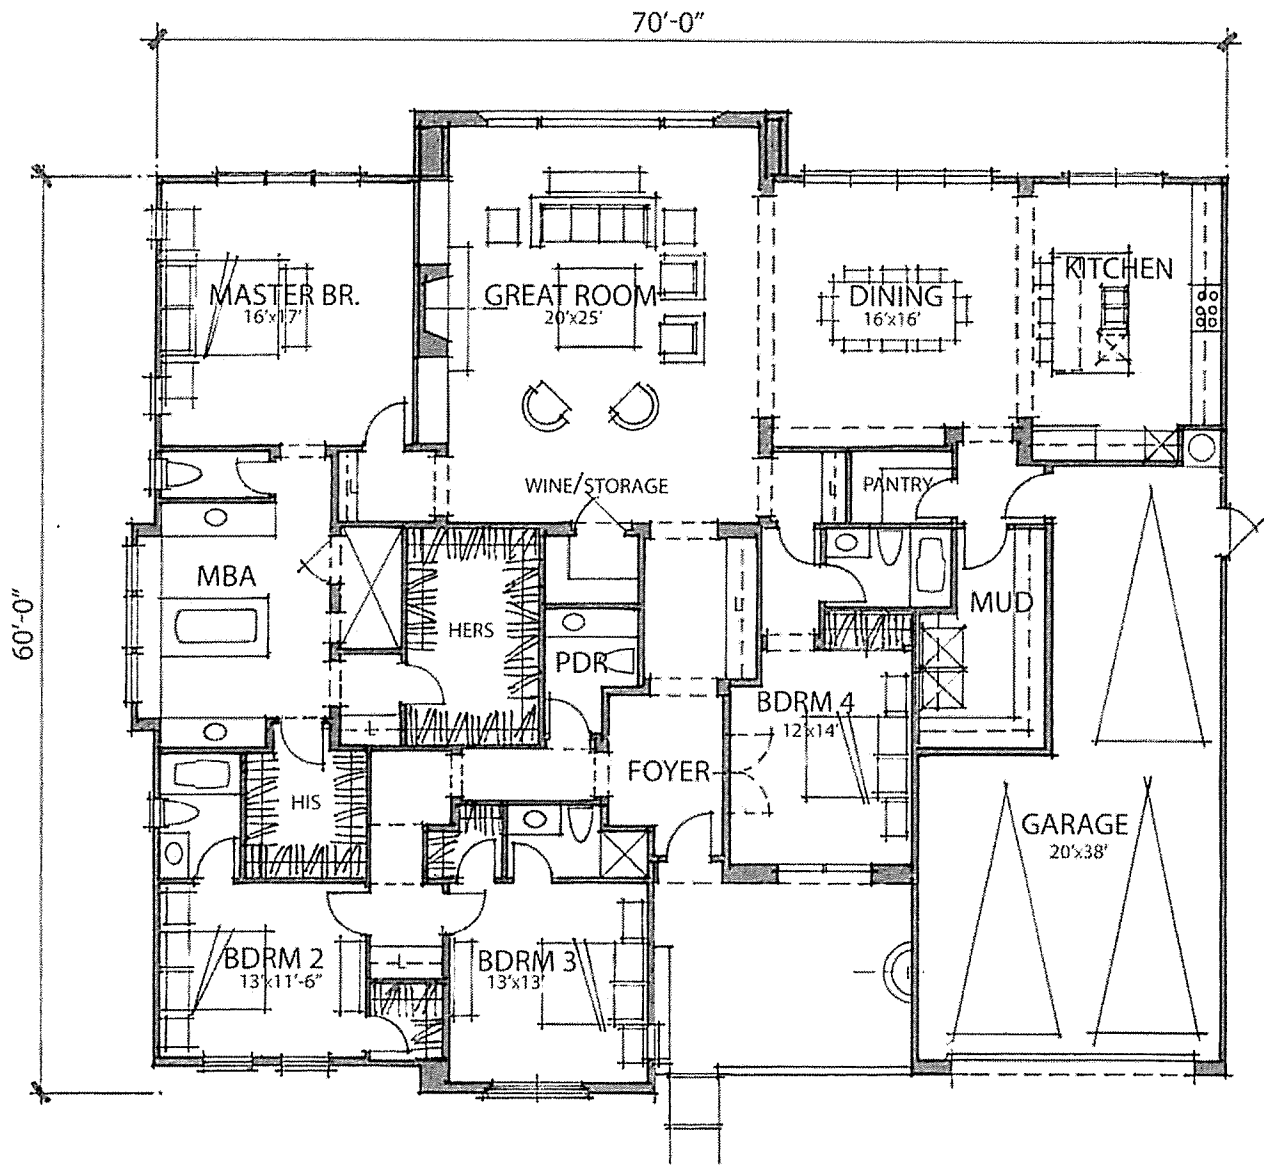 70'-0"
60'-0"
MASTER BR.
16'x17'
GREAT ROOM
20'x25'
DINING
16'x16'
KITCHEN
WINE/STORAGE
PANTRY
L
L
MBA
HERS
L
MUD
PDR
BDRM 4
12'x14'
L
FOYER
HIS
GARAGE
20'x38'
BDRM 2
13'x11'-6"
L
BDRM 3
13'x13'